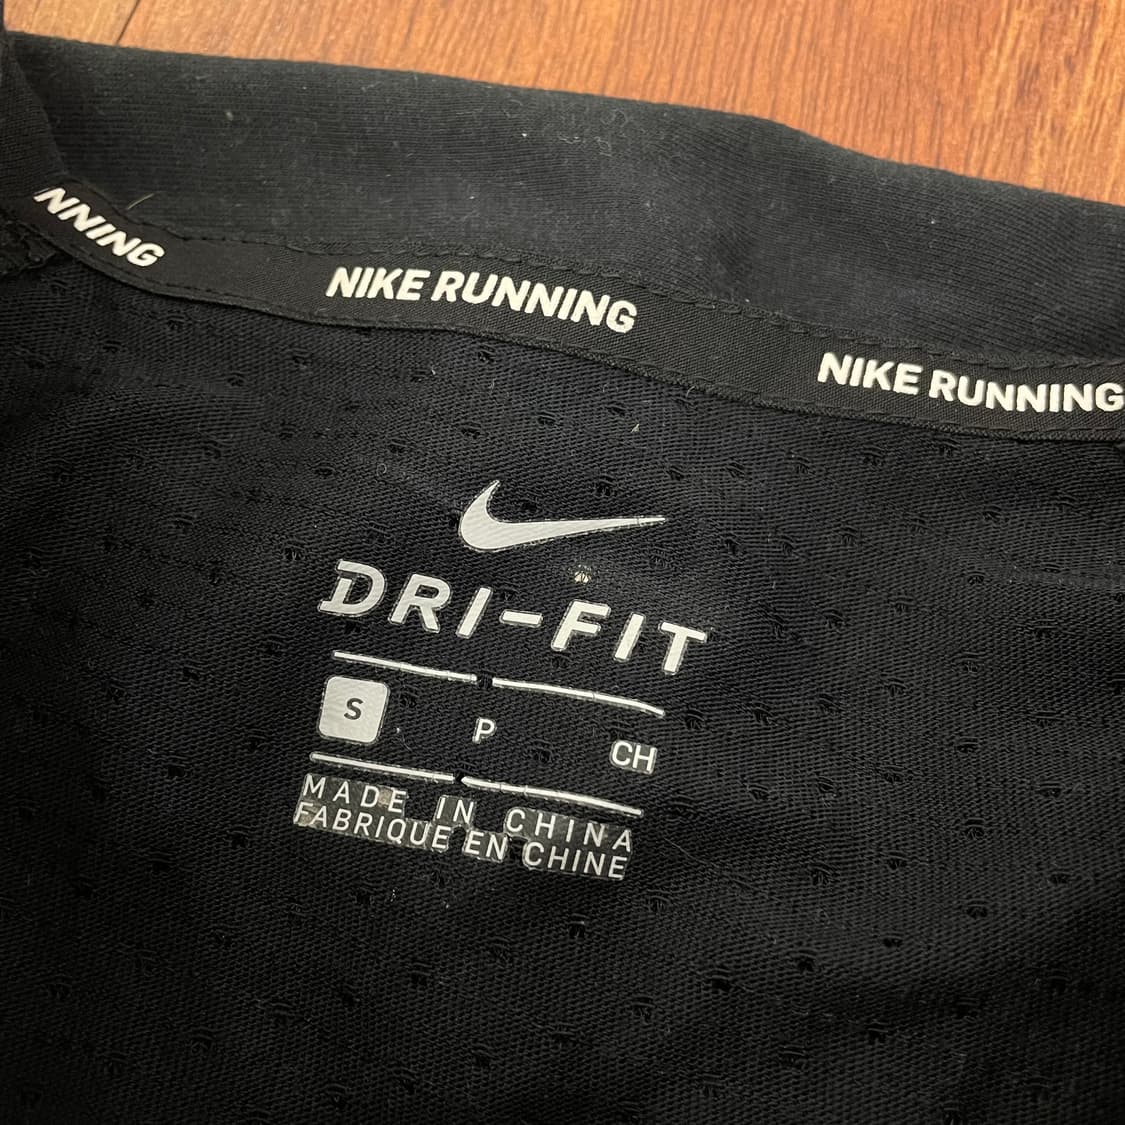 NNING
NIKE RUNNING
NIKE RUNNING
DRI-FIT
S P CH
MADE IN CHINA
FABRIQUE EN CHINE